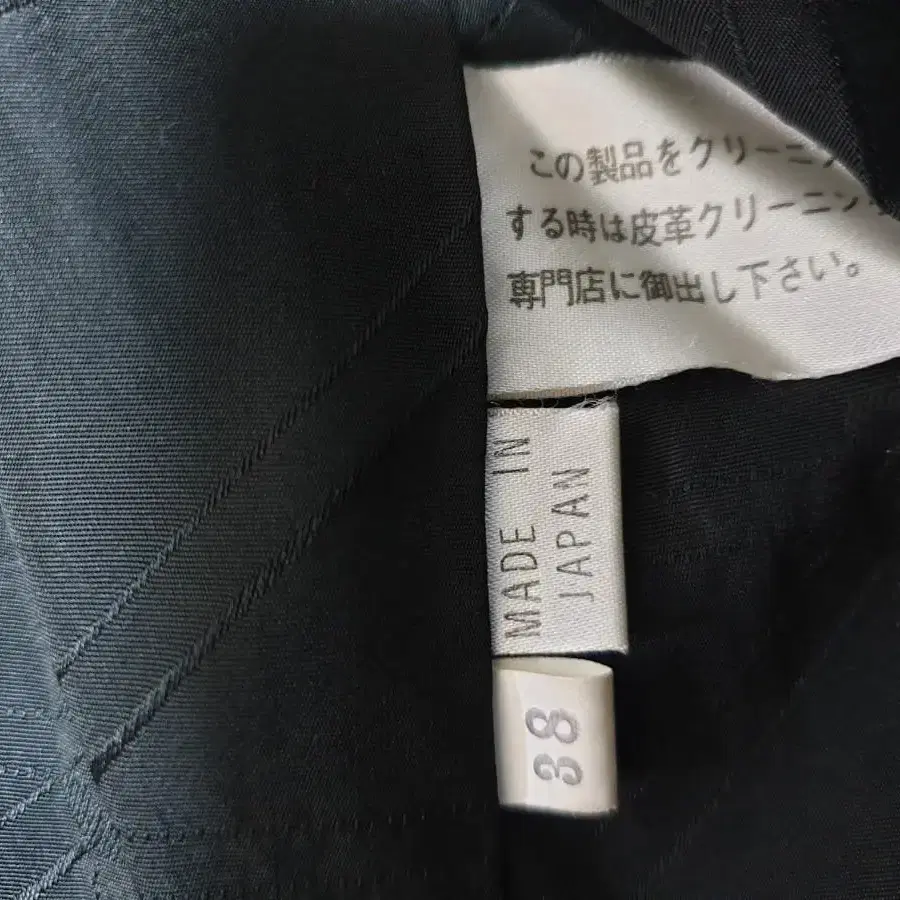 この製品をクリーニン
する時は皮革クリーニン
専門店に御出し下さい。
MADE IN
JAPAN
38